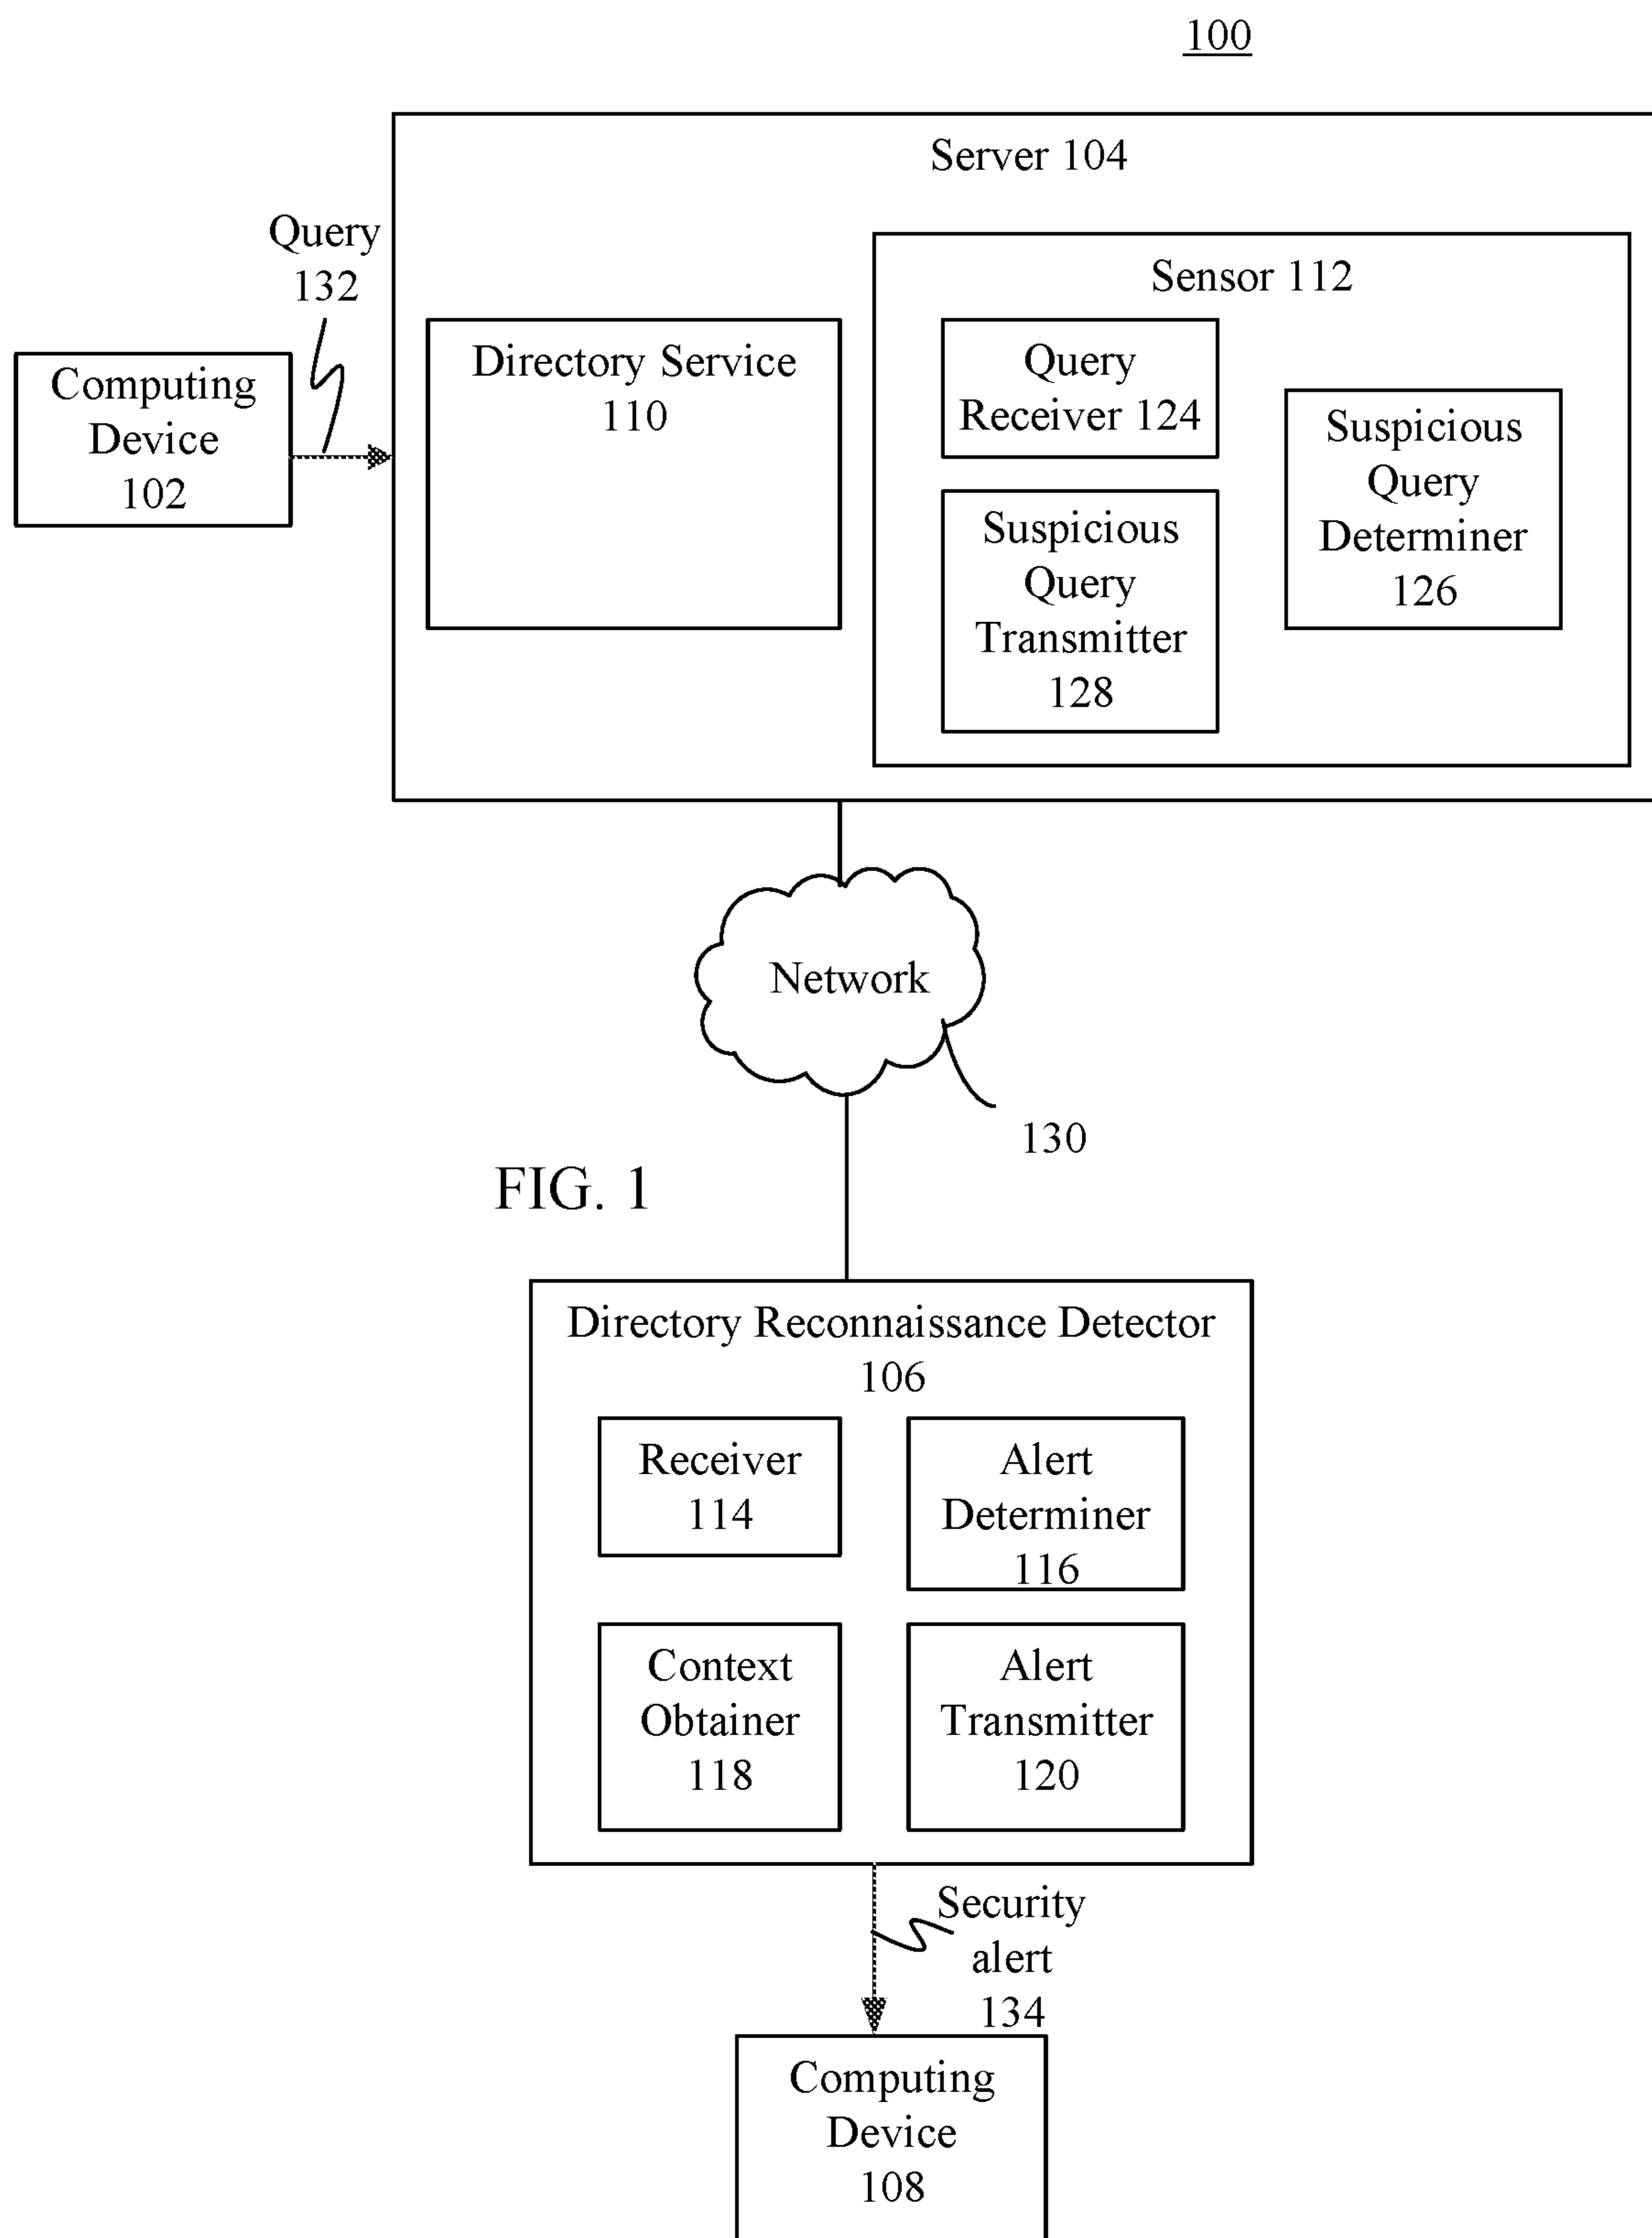 100
Server 104
Query
132
Sensor 112
Computing
Device
102
Directory Service
110
Query
Receiver 124
Suspicious
Query
Determiner
126
Suspicious
Query
Transmitter
128
Network
130
FIG. 1
Directory Reconnaissance Detector
106
Receiver
114
Alert
Determiner
116
Context
Obtainer
118
Alert
Transmitter
120
Security
alert
134
Computing
Device
108